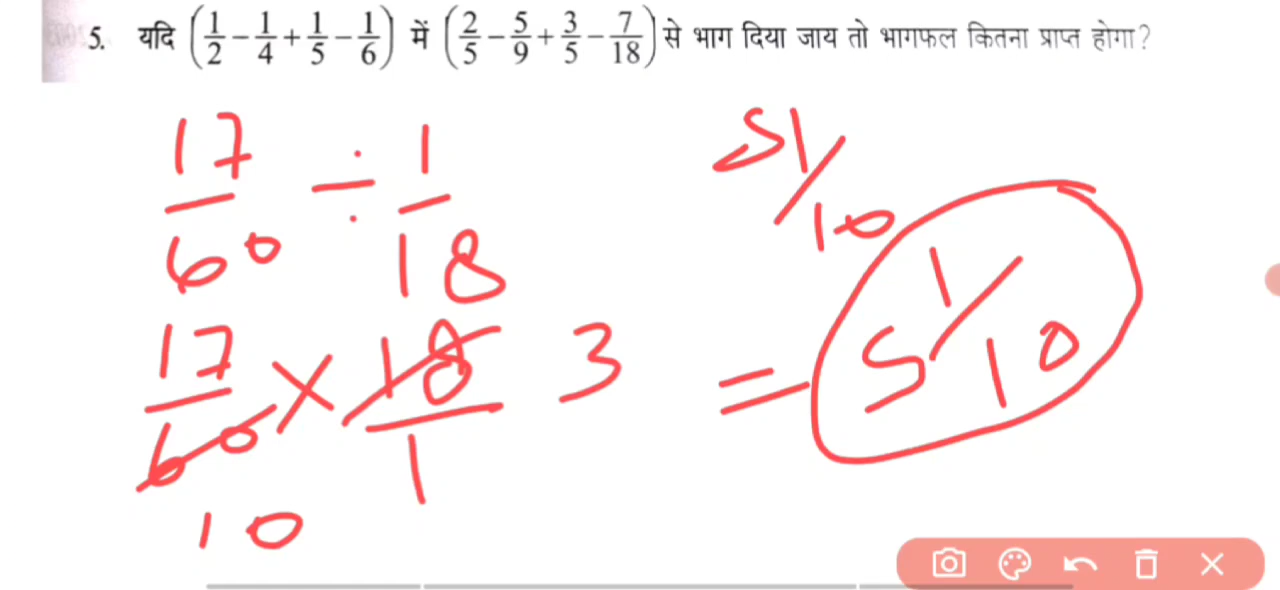 5. यदि (1/2 − 1/4 + 1/5 − 1/6) में (2/5 − 5/9 + 3/5 − 7/18) से भाग दिया जाय तो भागफल कितना प्राप्त होगा?
17/60 ÷ 1/18
17/60 × 18/1 3
10
51/10
= 5 1/10